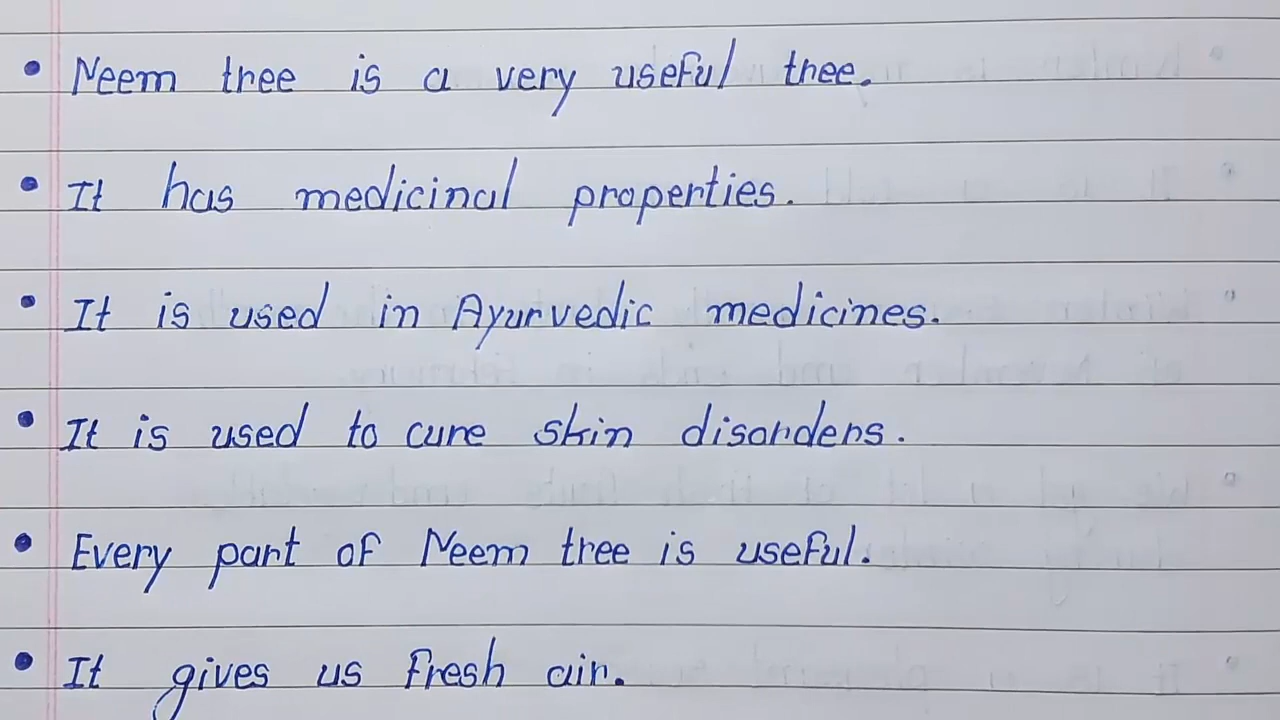 • Neem tree is a very useful tree.
• It has medicinal properties.
• It is used in Ayurvedic medicines.
• It is used to cure skin disorders.
• Every part of Neem tree is useful.
• It gives us fresh air.